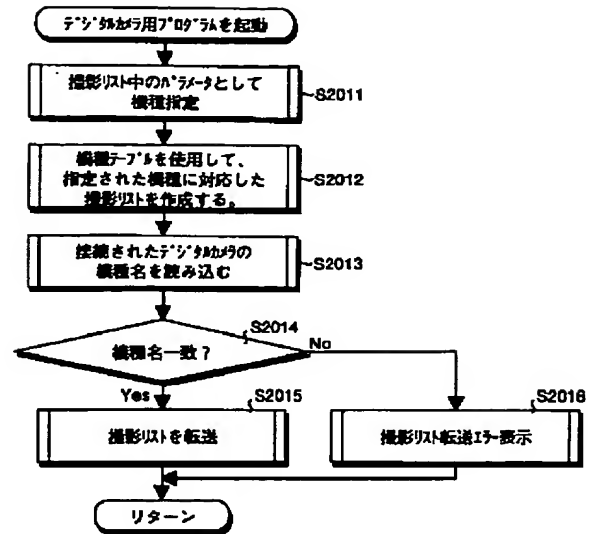 ﾃﾞｼﾞﾀﾙｶﾒﾗ用ﾌﾟﾛｸﾞﾗﾑを起動
撮影ﾘｽﾄ中のﾊﾟﾗﾒｰﾀとして
機種指定
S2011
機種ﾃｰﾌﾞﾙを使用して、
指定された機種に対応した
撮影ﾘｽﾄを作成する。
S2012
接続されたﾃﾞｼﾞﾀﾙｶﾒﾗの
機種名を読み込む
S2013
S2014
機種名一致？
No
Yes
S2015
撮影ﾘｽﾄを転送
S2016
撮影ﾘｽﾄ転送ｴﾗｰ表示
リターン